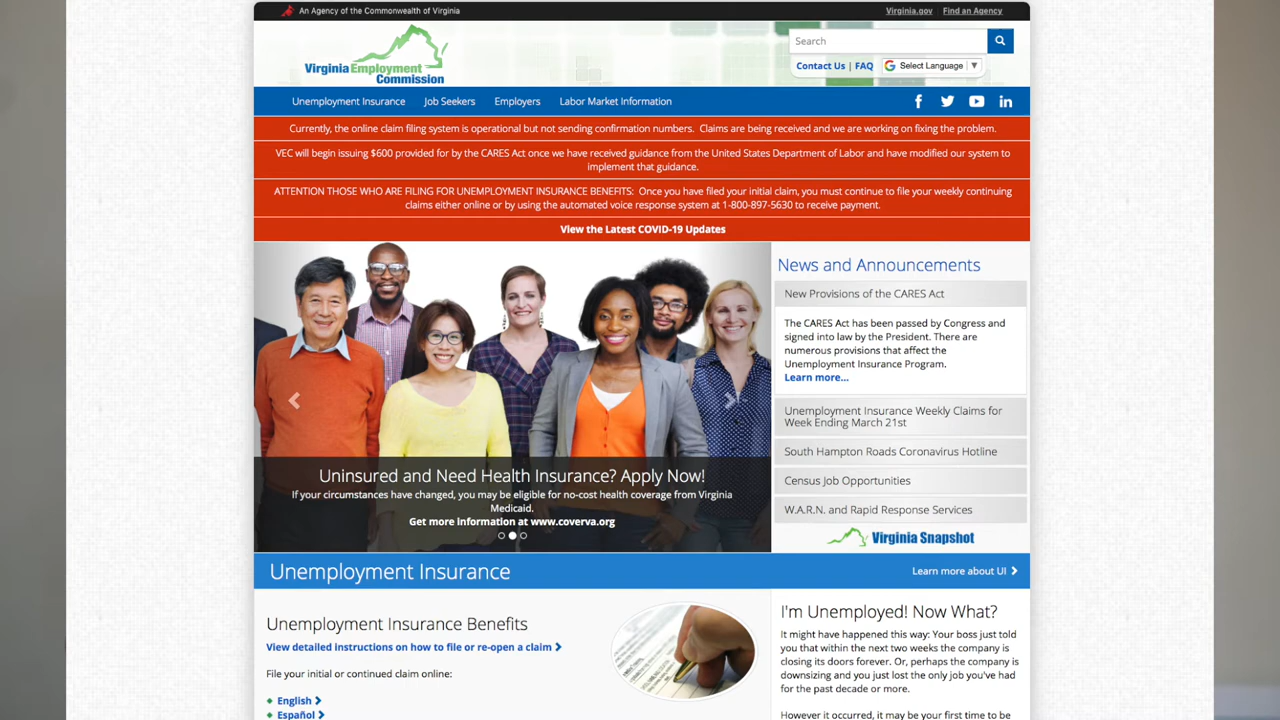 An Agency of the Commonwealth of Virginia
Virginia.gov | Find an Agency
Virginia Employment
Commission
Search
Contact Us | FAQ
Select Language ▼
Unemployment Insurance
Job Seekers
Employers
Labor Market Information
Currently, the online claim filing system is operational but not sending confirmation numbers. Claims are being received and we are working on fixing the problem.
VEC will begin issuing $600 provided for by the CARES Act once we have received guidance from the United States Department of Labor and have modified our system to
implement that guidance.
ATTENTION THOSE WHO ARE FILING FOR UNEMPLOYMENT INSURANCE BENEFITS: Once you have filed your initial claim, you must continue to file your weekly continuing
claims either online or by using the automated voice response system at 1-800-897-5630 to receive payment.
View the Latest COVID-19 Updates
Uninsured and Need Health Insurance? Apply Now!
If your circumstances have changed, you may be eligible for no-cost health coverage from Virginia
Medicaid.
Get more information at www.coverva.org
News and Announcements
New Provisions of the CARES Act
The CARES Act has been passed by Congress and
signed into law by the President. There are
numerous provisions that affect the
Unemployment Insurance Program.
Learn more...
Unemployment Insurance Weekly Claims for
Week Ending March 21st
South Hampton Roads Coronavirus Hotline
Census Job Opportunities
W.A.R.N. and Rapid Response Services
Virginia Snapshot
Unemployment Insurance
Learn more about UI
Unemployment Insurance Benefits
View detailed instructions on how to file or re-open a claim
File your initial or continued claim online:
English
Español
I'm Unemployed! Now What?
It might have happened this way: Your boss just told
you that within the next two weeks the company is
closing its doors forever. Or, perhaps the company is
downsizing and you just lost the only job you've had
for the past decade or more.
However it occurred, it may be your first time to be